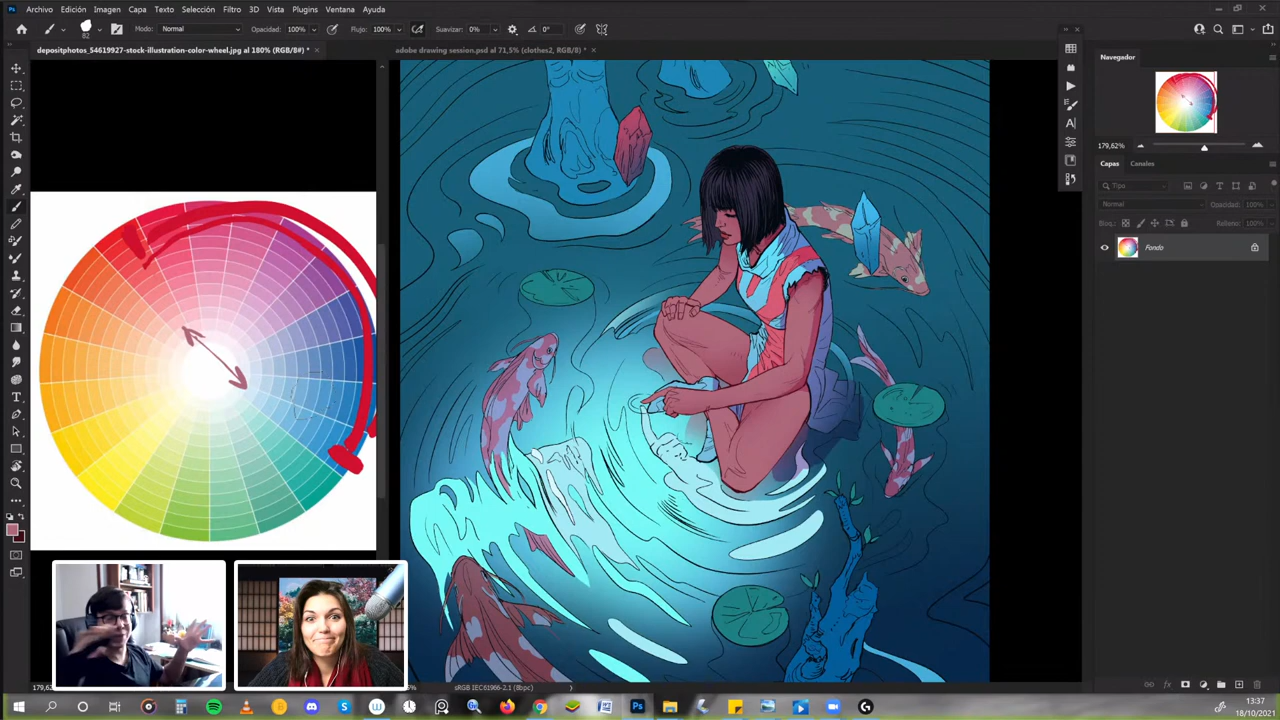 Archivo Edición Imagen Capa Texto Selección Filtro 3D Vista Plugins Ventana Ayuda
82 Modo: Normal Opacidad: 100% Flujo: 100% Suavizar: 0% 0°
depositphotos_54619927-stock-illustration-color-wheel.jpg al 180% (RGB/8#) * ×
adobe drawing session.psd al 71,5% (clothes2, RGB/8#) * ×
Navegador
179,62%
Capas Canales
Tipo
Normal Opacidad: 100%
Bloq.: Relleno: 100%
Fondo
sRGB IEC61966-2.1 (8bpc)
13:37
18/10/2021